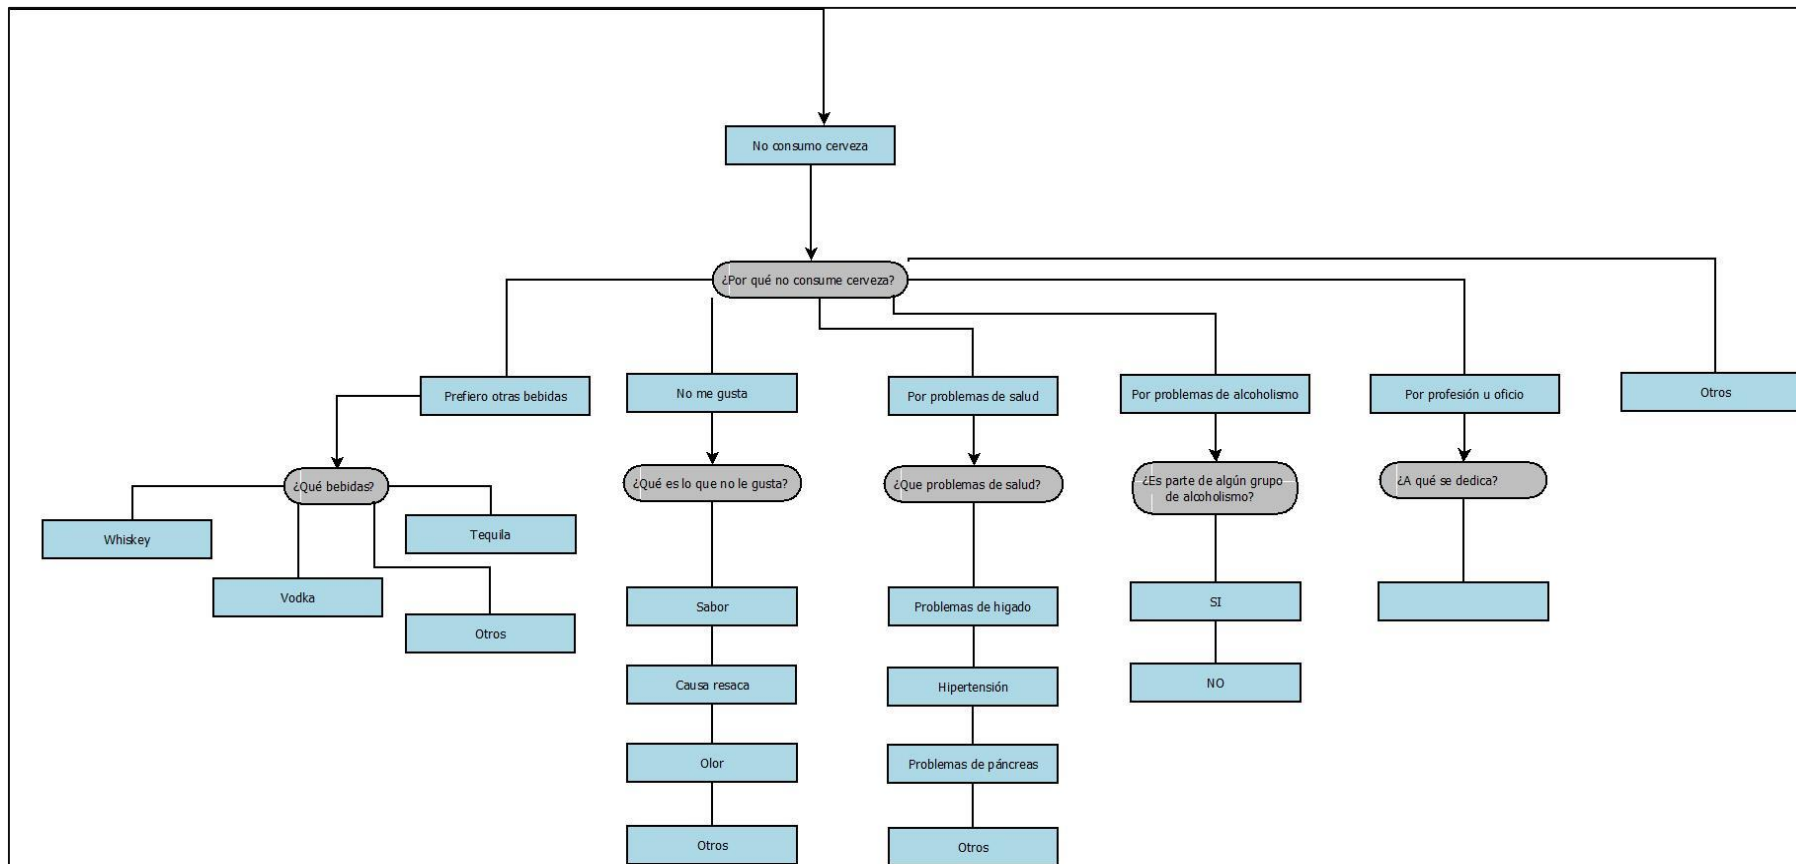 No consumo cerveza
¿Por qué no consume cerveza?
Prefiero otras bebidas
No me gusta
Por problemas de salud
Por problemas de alcoholismo
Por profesión u oficio
Otros
¿Qué bebidas?
¿Qué es lo que no le gusta?
¿Que problemas de salud?
¿Es parte de algún grupo
de alcoholismo?
¿A qué se dedica?
Whiskey
Tequila
Vodka
Otros
Sabor
Problemas de higado
SI
Causa resaca
Hipertensión
NO
Olor
Problemas de páncreas
Otros
Otros